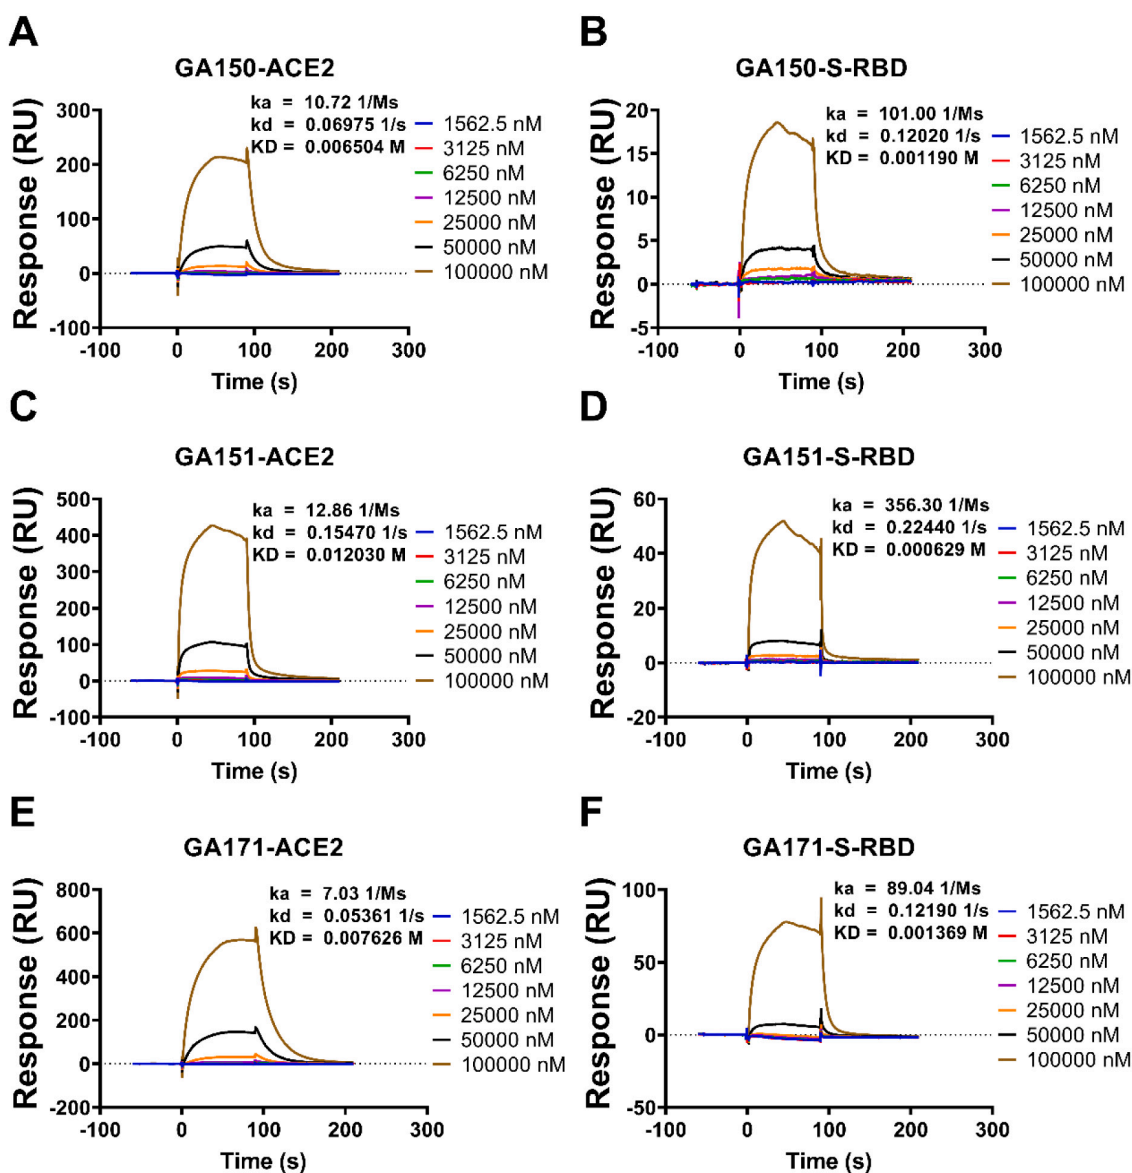 A
GA150-ACE2
ka = 10.72 1/Ms
kd = 0.06975 1/s
KD = 0.006504 M
Response (RU)
300
200
100
0
-100
-100 0 100 200 300
Time (s)
1562.5 nM
3125 nM
6250 nM
12500 nM
25000 nM
50000 nM
100000 nM
B
GA150-S-RBD
ka = 101.00 1/Ms
kd = 0.12020 1/s
KD = 0.001190 M
Response (RU)
20
15
10
5
0
-5
-100 0 100 200 300
Time (s)
1562.5 nM
3125 nM
6250 nM
12500 nM
25000 nM
50000 nM
100000 nM
C
GA151-ACE2
ka = 12.86 1/Ms
kd = 0.15470 1/s
KD = 0.012030 M
Response (RU)
500
400
300
200
100
0
-100
-100 0 100 200 300
Time (s)
1562.5 nM
3125 nM
6250 nM
12500 nM
25000 nM
50000 nM
100000 nM
D
GA151-S-RBD
ka = 356.30 1/Ms
kd = 0.22440 1/s
KD = 0.000629 M
Response (RU)
60
40
20
0
-20
-100 0 100 200 300
Time (s)
1562.5 nM
3125 nM
6250 nM
12500 nM
25000 nM
50000 nM
100000 nM
E
GA171-ACE2
ka = 7.03 1/Ms
kd = 0.05361 1/s
KD = 0.007626 M
Response (RU)
800
600
400
200
0
-200
-100 0 100 200 300
Time (s)
1562.5 nM
3125 nM
6250 nM
12500 nM
25000 nM
50000 nM
100000 nM
F
GA171-S-RBD
ka = 89.04 1/Ms
kd = 0.12190 1/s
KD = 0.001369 M
Response (RU)
100
50
0
-50
-100 0 100 200 300
Time (s)
1562.5 nM
3125 nM
6250 nM
12500 nM
25000 nM
50000 nM
100000 nM